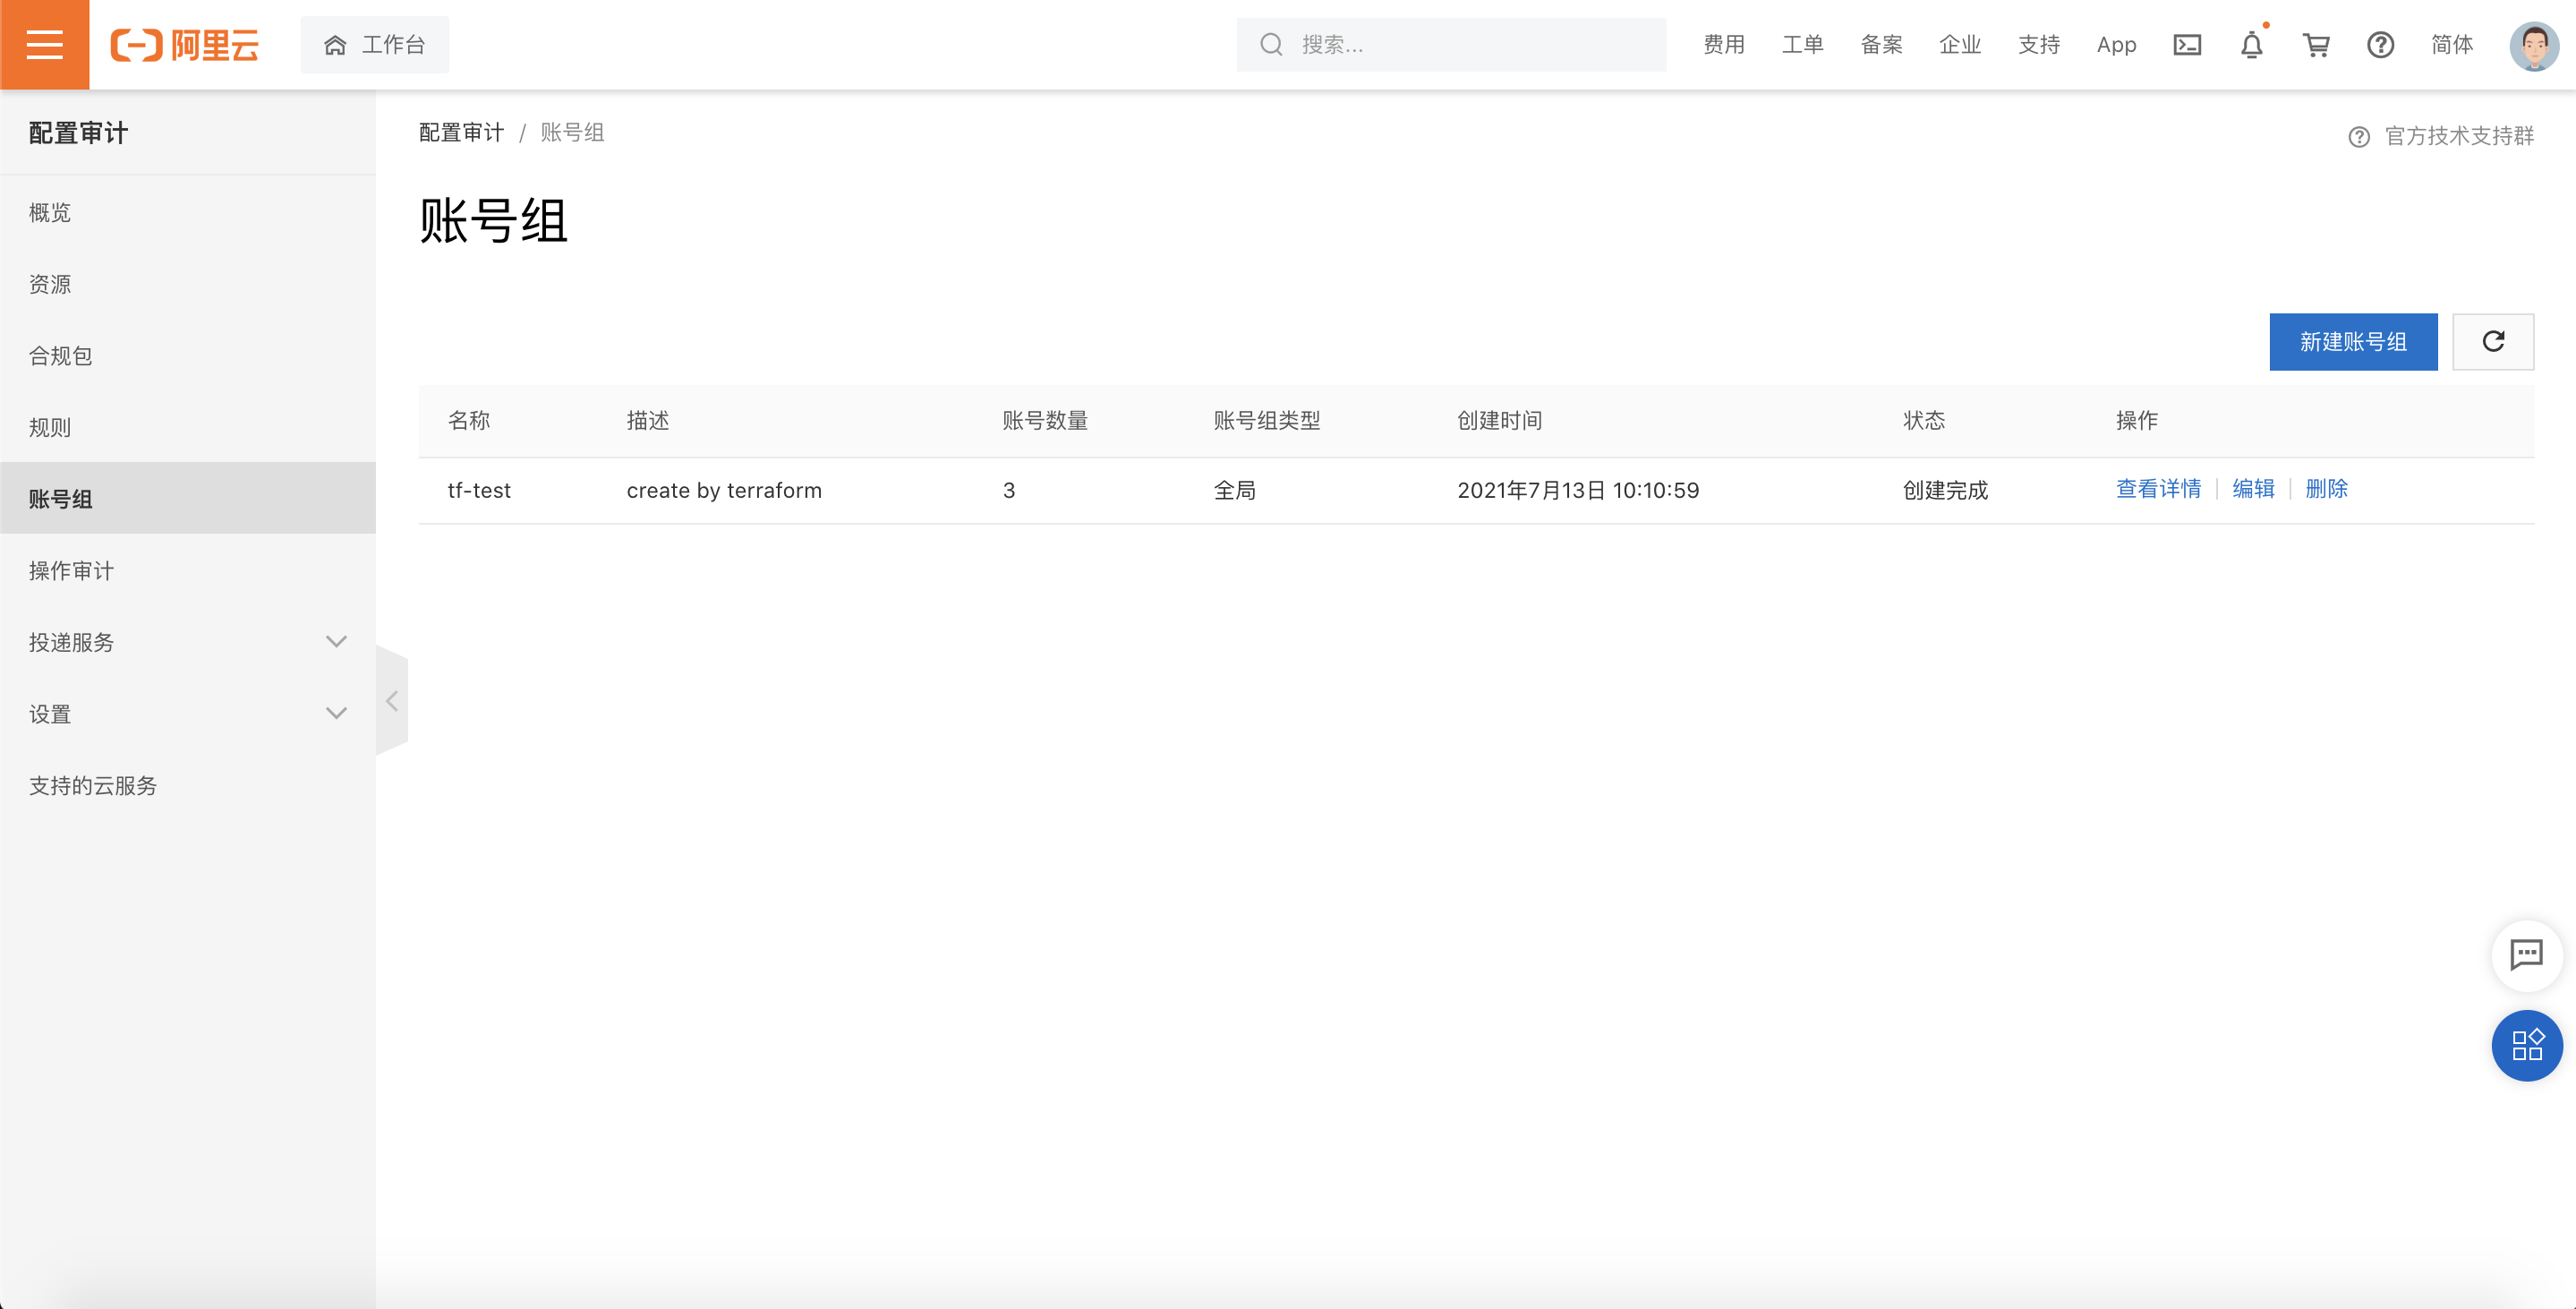 阿里云
工作台
搜索...
费用
工单
备案
企业
支持
App
简体
配置审计
概览
资源
合规包
规则
账号组
操作审计
投递服务
设置
支持的云服务
配置审计 / 账号组
官方技术支持群
账号组
新建账号组
名称 描述 账号数量 账号组类型 创建时间 状态 操作
tf-test create by terraform 3 全局 2021年7月13日 10:10:59 创建完成 查看详情 编辑 删除